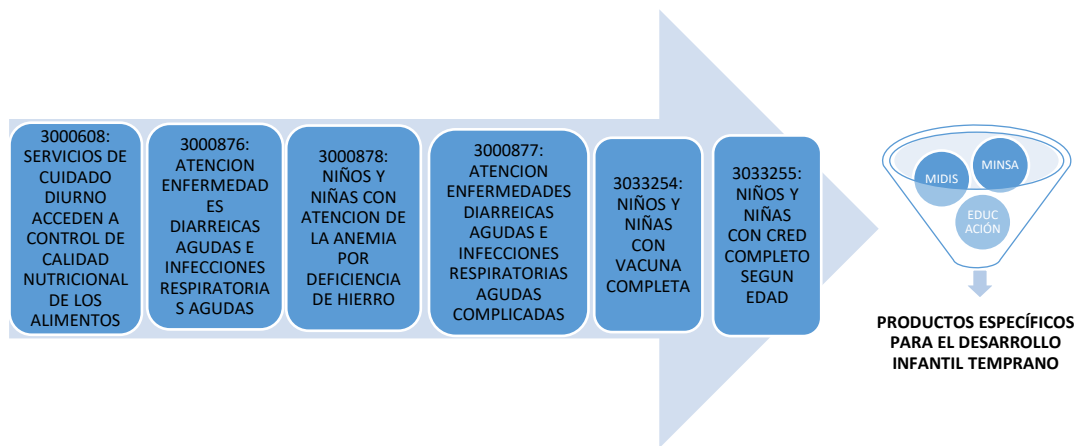 3000608:
SERVICIOS DE
CUIDADO
DIURNO
ACCEDEN A
CONTROL DE
CALIDAD
NUTRICIONAL
DE LOS
ALIMENTOS
3000876:
ATENCION
ENFERMEDAD
ES
DIARREICAS
AGUDAS E
INFECCIONES
RESPIRATORIA
S AGUDAS
3000878:
NIÑOS Y
NIÑAS CON
ATENCION DE
LA ANEMIA
POR
DEFICIENCIA
DE HIERRO
3000877:
ATENCION
ENFERMEDADES
DIARREICAS
AGUDAS E
INFECCIONES
RESPIRATORIAS
AGUDAS
COMPLICADAS
3033254:
NIÑOS Y
NIÑAS
CON
VACUNA
COMPLETA
3033255:
NIÑOS Y
NIÑAS
CON CRED
COMPLETO
SEGUN
EDAD
MIDIS
MINSA
EDUC
ACIÓN
PRODUCTOS ESPECÍFICOS
PARA EL DESARROLLO
INFANTIL TEMPRANO